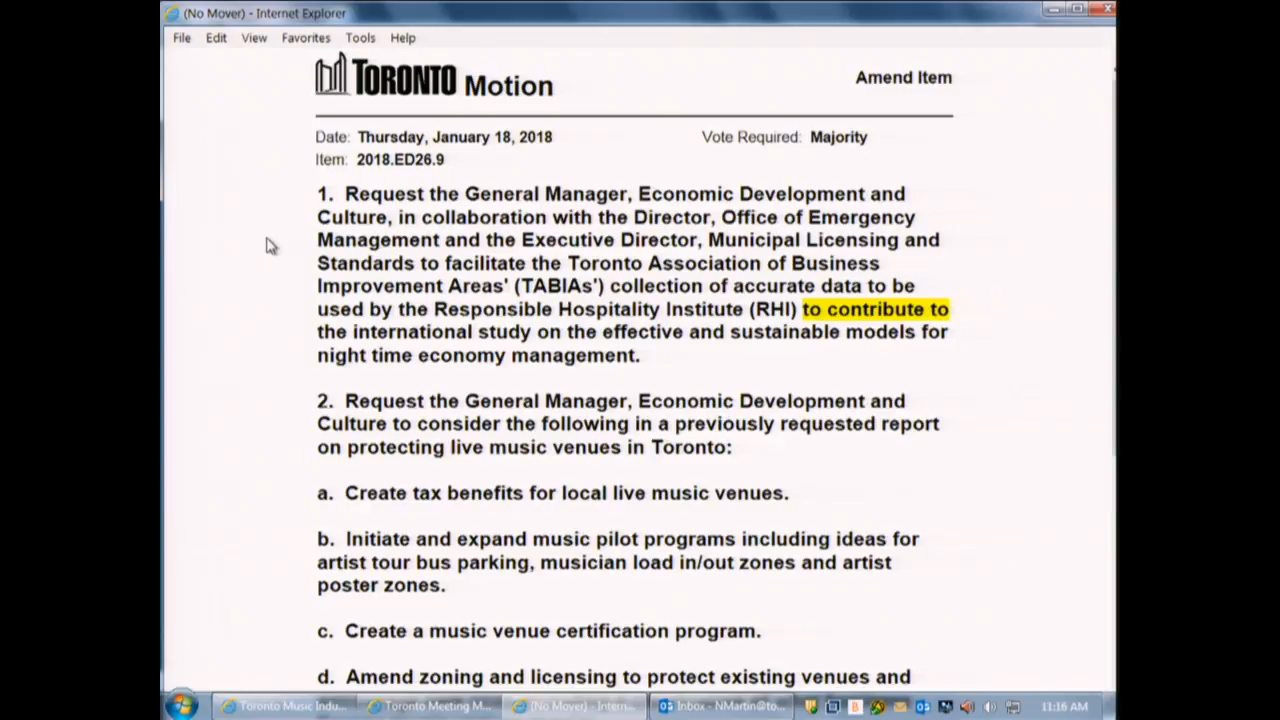 (No Mover) - Internet Explorer
File Edit View Favorites Tools Help
TORONTO Motion
Amend Item
Date: Thursday, January 18, 2018
Vote Required: Majority
Item: 2018.ED26.9
1. Request the General Manager, Economic Development and
Culture, in collaboration with the Director, Office of Emergency
Management and the Executive Director, Municipal Licensing and
Standards to facilitate the Toronto Association of Business
Improvement Areas' (TABIAs') collection of accurate data to be
used by the Responsible Hospitality Institute (RHI) to contribute to
the international study on the effective and sustainable models for
night time economy management.
2. Request the General Manager, Economic Development and
Culture to consider the following in a previously requested report
on protecting live music venues in Toronto:
a. Create tax benefits for local live music venues.
b. Initiate and expand music pilot programs including ideas for
artist tour bus parking, musician load in/out zones and artist
poster zones.
c. Create a music venue certification program.
d. Amend zoning and licensing to protect existing venues and
Toronto Music Indu... Toronto Meeting M... (No Mover) - Intern... Inbox - NMartin@to... 11:16 AM